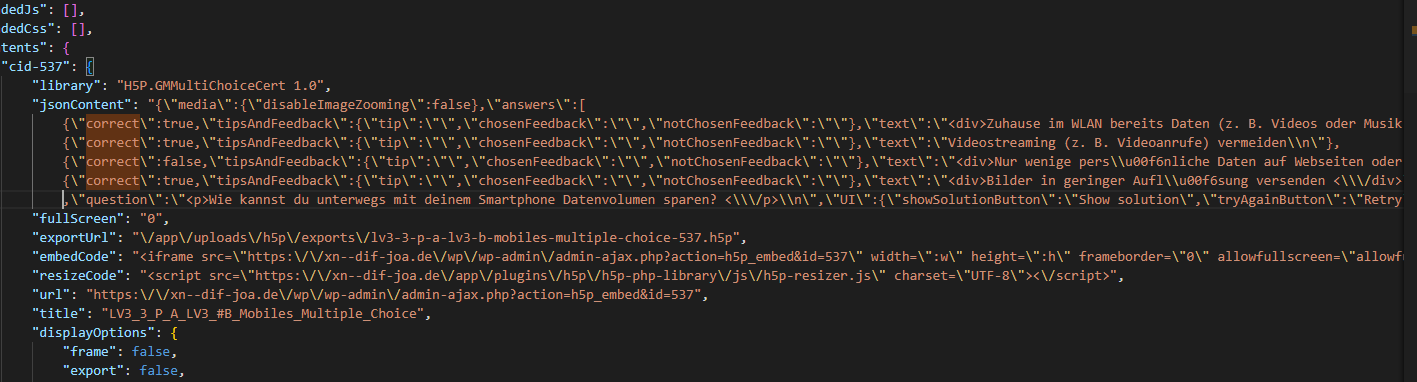 dedJs": [],
dedCss": [],
tents": {
"cid-537": {
"library": "H5P.GMMultiChoiceCert 1.0",
"jsonContent": "{\"media\":{\"disableImageZooming\":false},\"answers\":[
{\"correct\":true,\"tipsAndFeedback\":{\"tip\":\"\",\"chosenFeedback\":\"\",\"notChosenFeedback\":\"\"},\"text\":\"<div>Zuhause im WLAN bereits Daten (z. B. Videos oder Musik
{\"correct\":true,\"tipsAndFeedback\":{\"tip\":\"\",\"chosenFeedback\":\"\",\"notChosenFeedback\":\"\"},\"text\":\"Videostreaming (z. B. Videoanrufe) vermeiden\\n\"},
{\"correct\":false,\"tipsAndFeedback\":{\"tip\":\"\",\"chosenFeedback\":\"\",\"notChosenFeedback\":\"\"},\"text\":\"<div>Nur wenige pers\\u00f6nliche Daten auf Webseiten oder
{\"correct\":true,\"tipsAndFeedback\":{\"tip\":\"\",\"chosenFeedback\":\"\",\"notChosenFeedback\":\"\"},\"text\":\"<div>Bilder in geringer Aufl\\u00f6sung versenden <\\\/div>
,\"question\":\"<p>Wie kannst du unterwegs mit deinem Smartphone Datenvolumen sparen? <\\\/p>\\n\",\"UI\":{\"showSolutionButton\":\"Show solution\",\"tryAgainButton\":\"Retry
"fullScreen": "0",
"exportUrl": "\/app\/uploads\/h5p\/exports\/lv3-3-p-a-lv3-b-mobiles-multiple-choice-537.h5p",
"embedCode": "<iframe src=\"https:\/\/xn--dif-joa.de\/wp\/wp-admin\/admin-ajax.php?action=h5p_embed&id=537\" width=\":w\" height=\":h\" frameborder=\"0\" allowfullscreen=\"allowfu
"resizeCode": "<script src=\"https:\/\/xn--dif-joa.de\/app\/plugins\/h5p\/h5p-php-library\/js\/h5p-resizer.js\" charset=\"UTF-8\"><\/script>",
"url": "https:\/\/xn--dif-joa.de\/wp\/wp-admin\/admin-ajax.php?action=h5p_embed&id=537",
"title": "LV3_3_P_A_LV3_#B_Mobiles_Multiple_Choice",
"displayOptions": {
"frame": false,
"export": false,